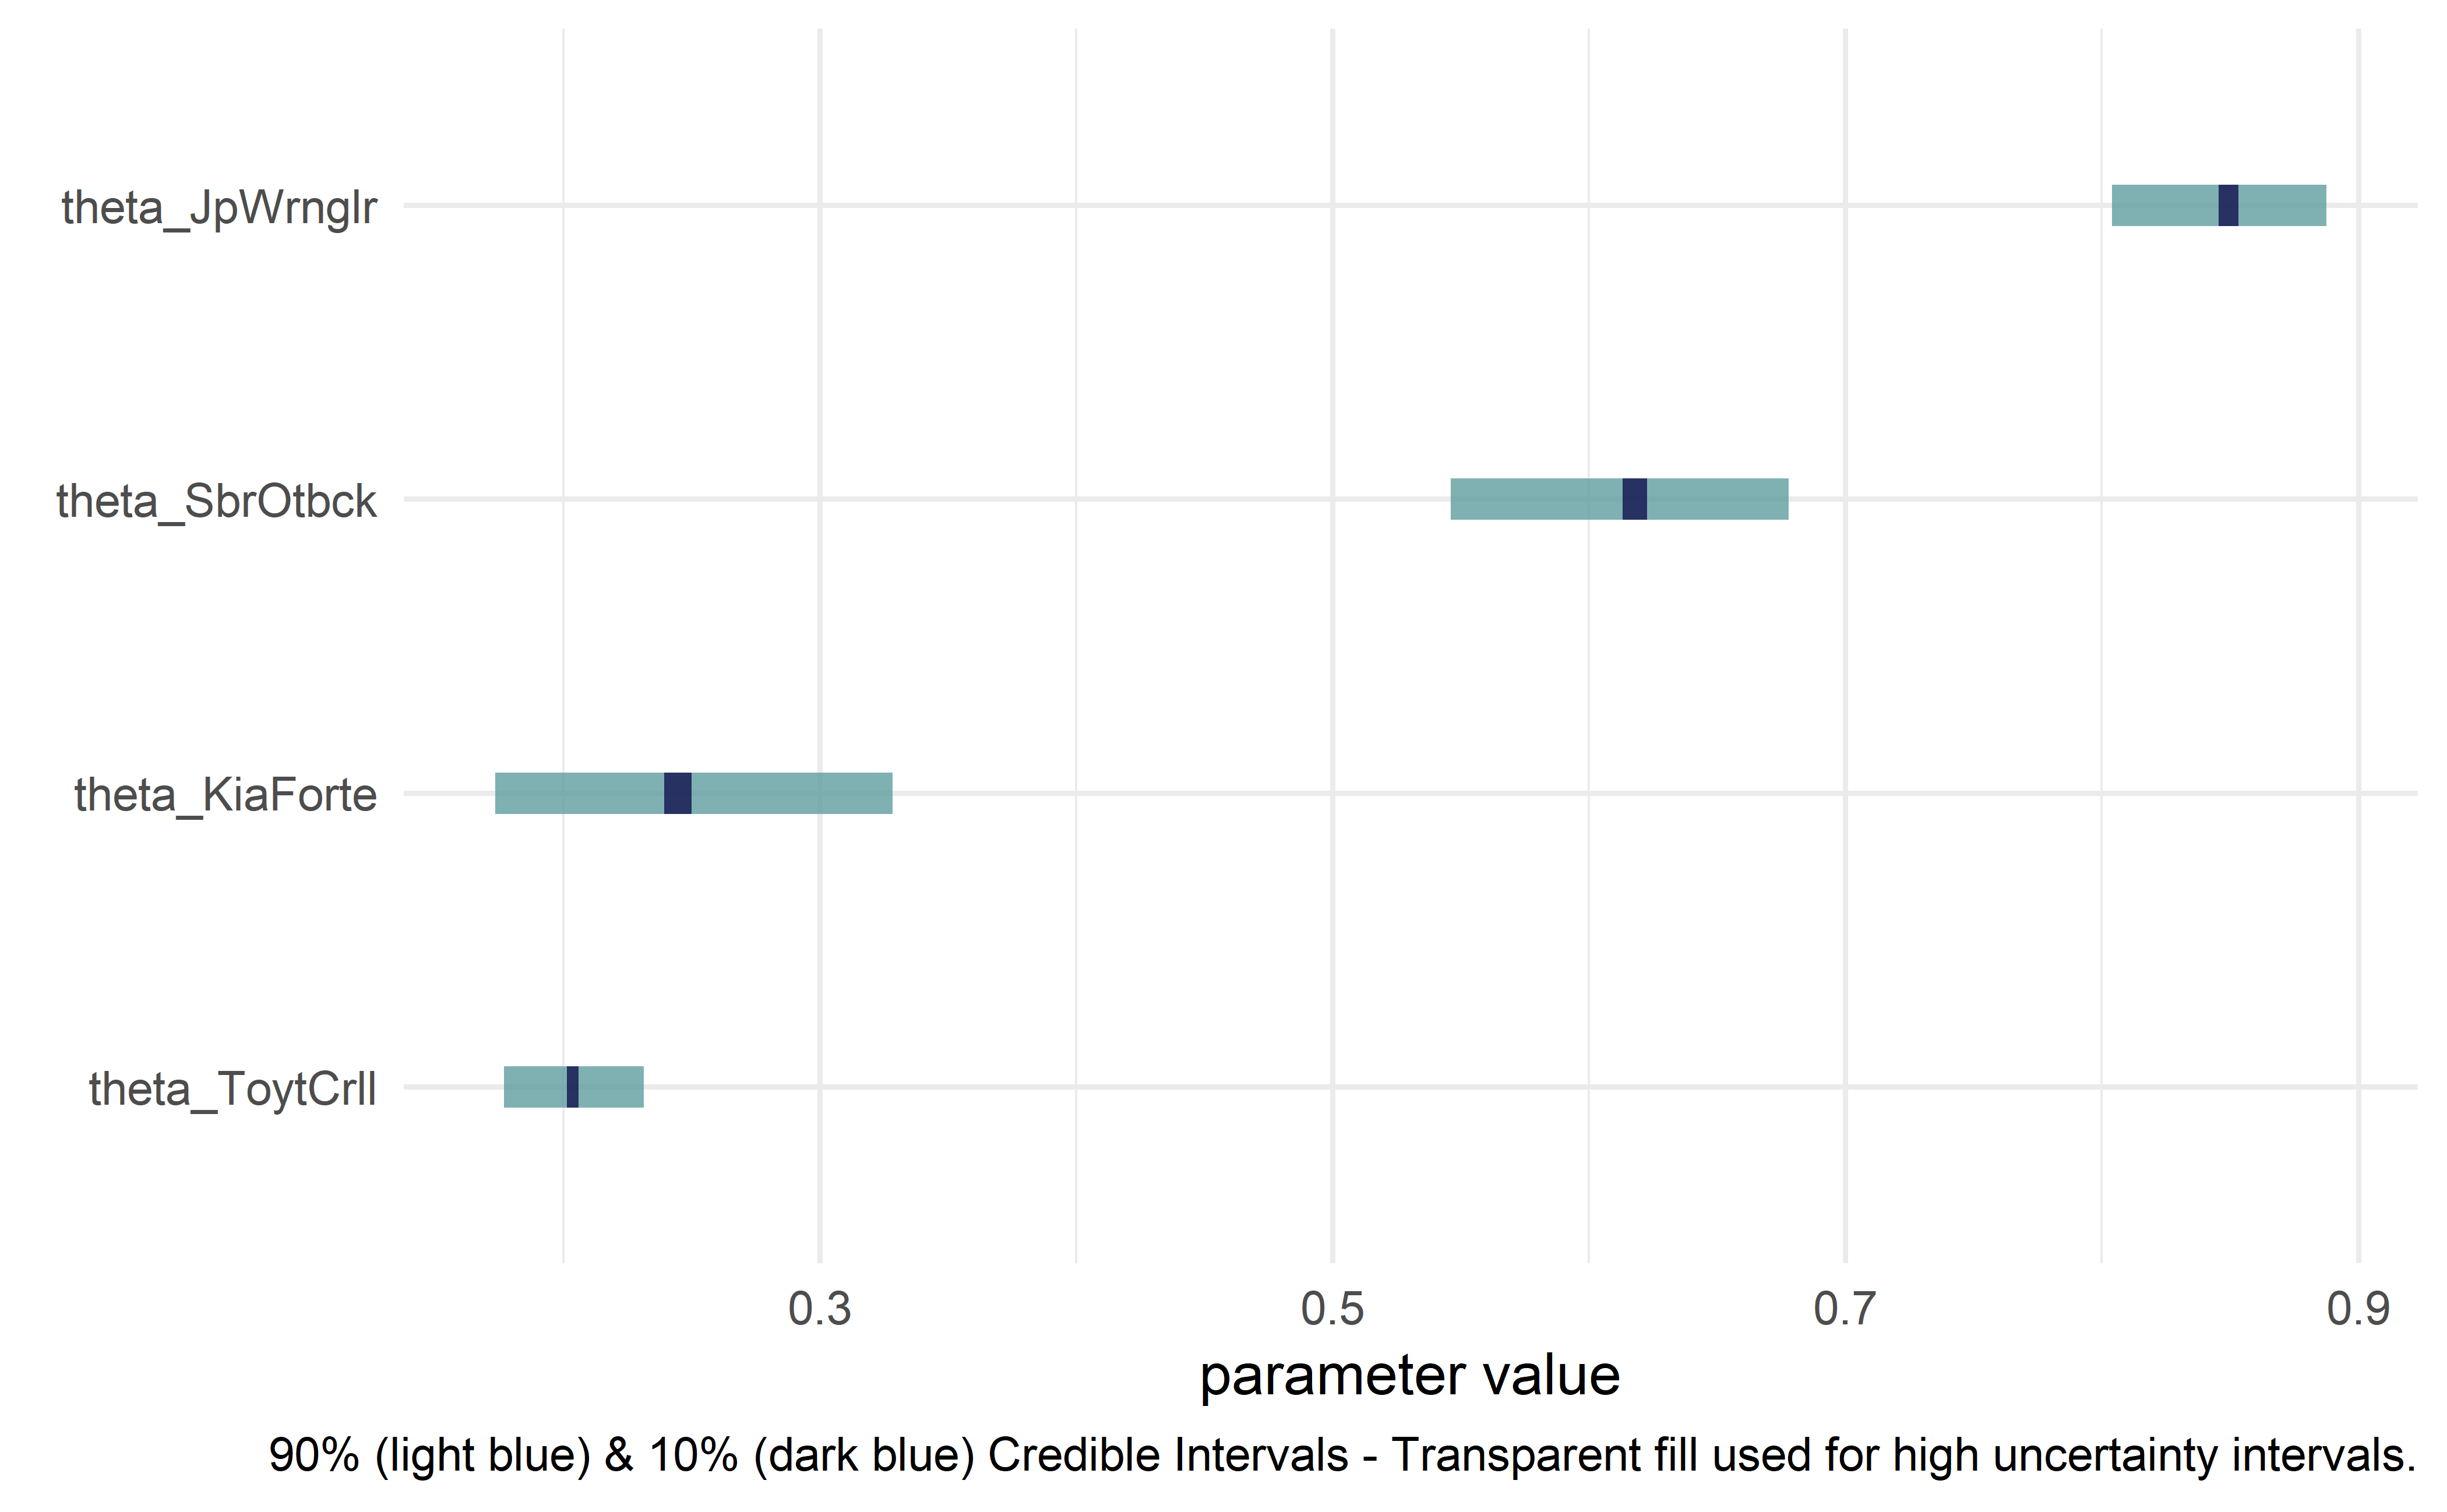 theta_JpWrnglr
theta_SbrOtbck
theta_KiaForte
theta_ToytCrll
0.3 0.5 0.7 0.9
parameter value
90% (light blue) & 10% (dark blue) Credible Intervals - Transparent fill used for high uncertainty intervals.